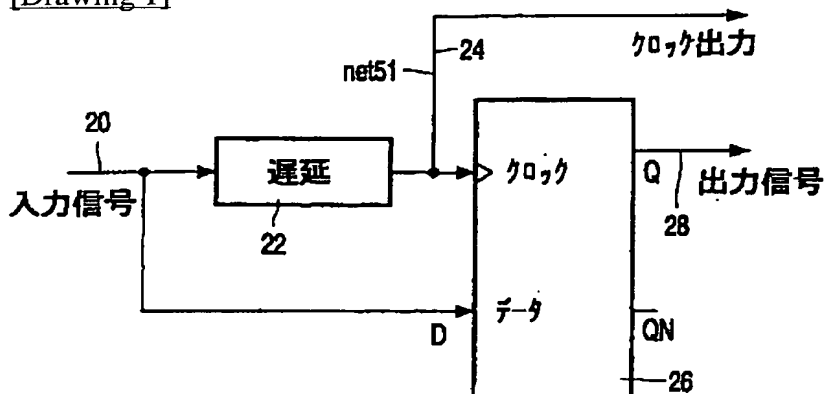 [Drawing 1]
24
クロック出力
net51
20
遅延
クロック
Q
出力信号
入力信号
22
28
データ
D
QN
26